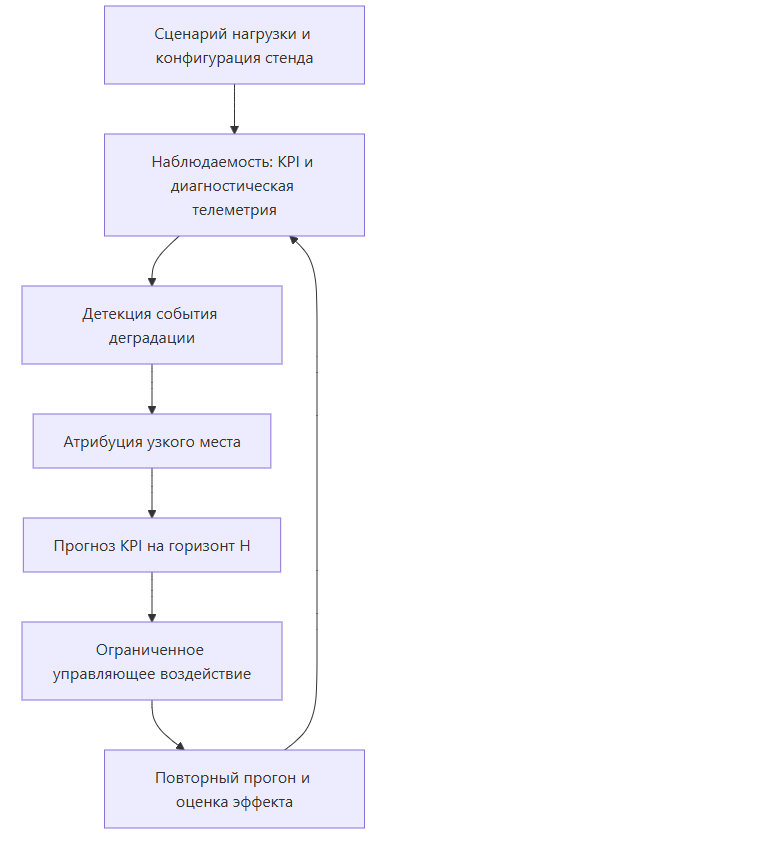 Сценарий нагрузки и
конфигурация стенда
Наблюдаемость: KPI и
диагностическая
телеметрия
Детекция события
деградации
Атрибуция узкого места
Прогноз KPI на горизонт H
Ограниченное
управляющее воздействие
Повторный прогон и
оценка эффекта